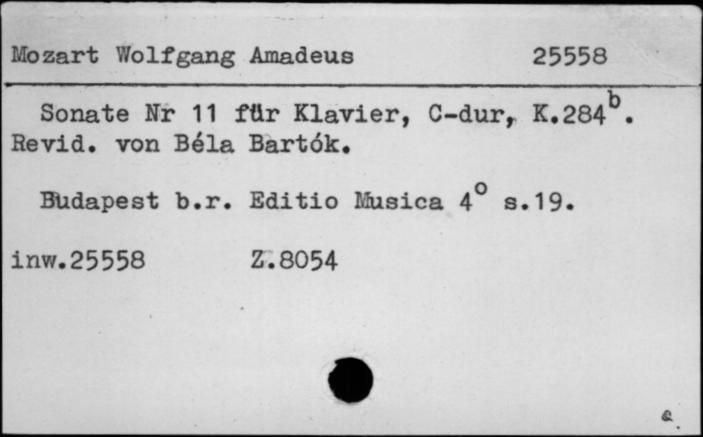 Mozart Wolfgang Amadeus 25558
Sonate Nr 11 für Klavier, C-dur, K.284ᵇ.
Revid. von Béla Bartók.
Budapest b.r. Editio Musica 4° s.19.
inw.25558 Z.8054